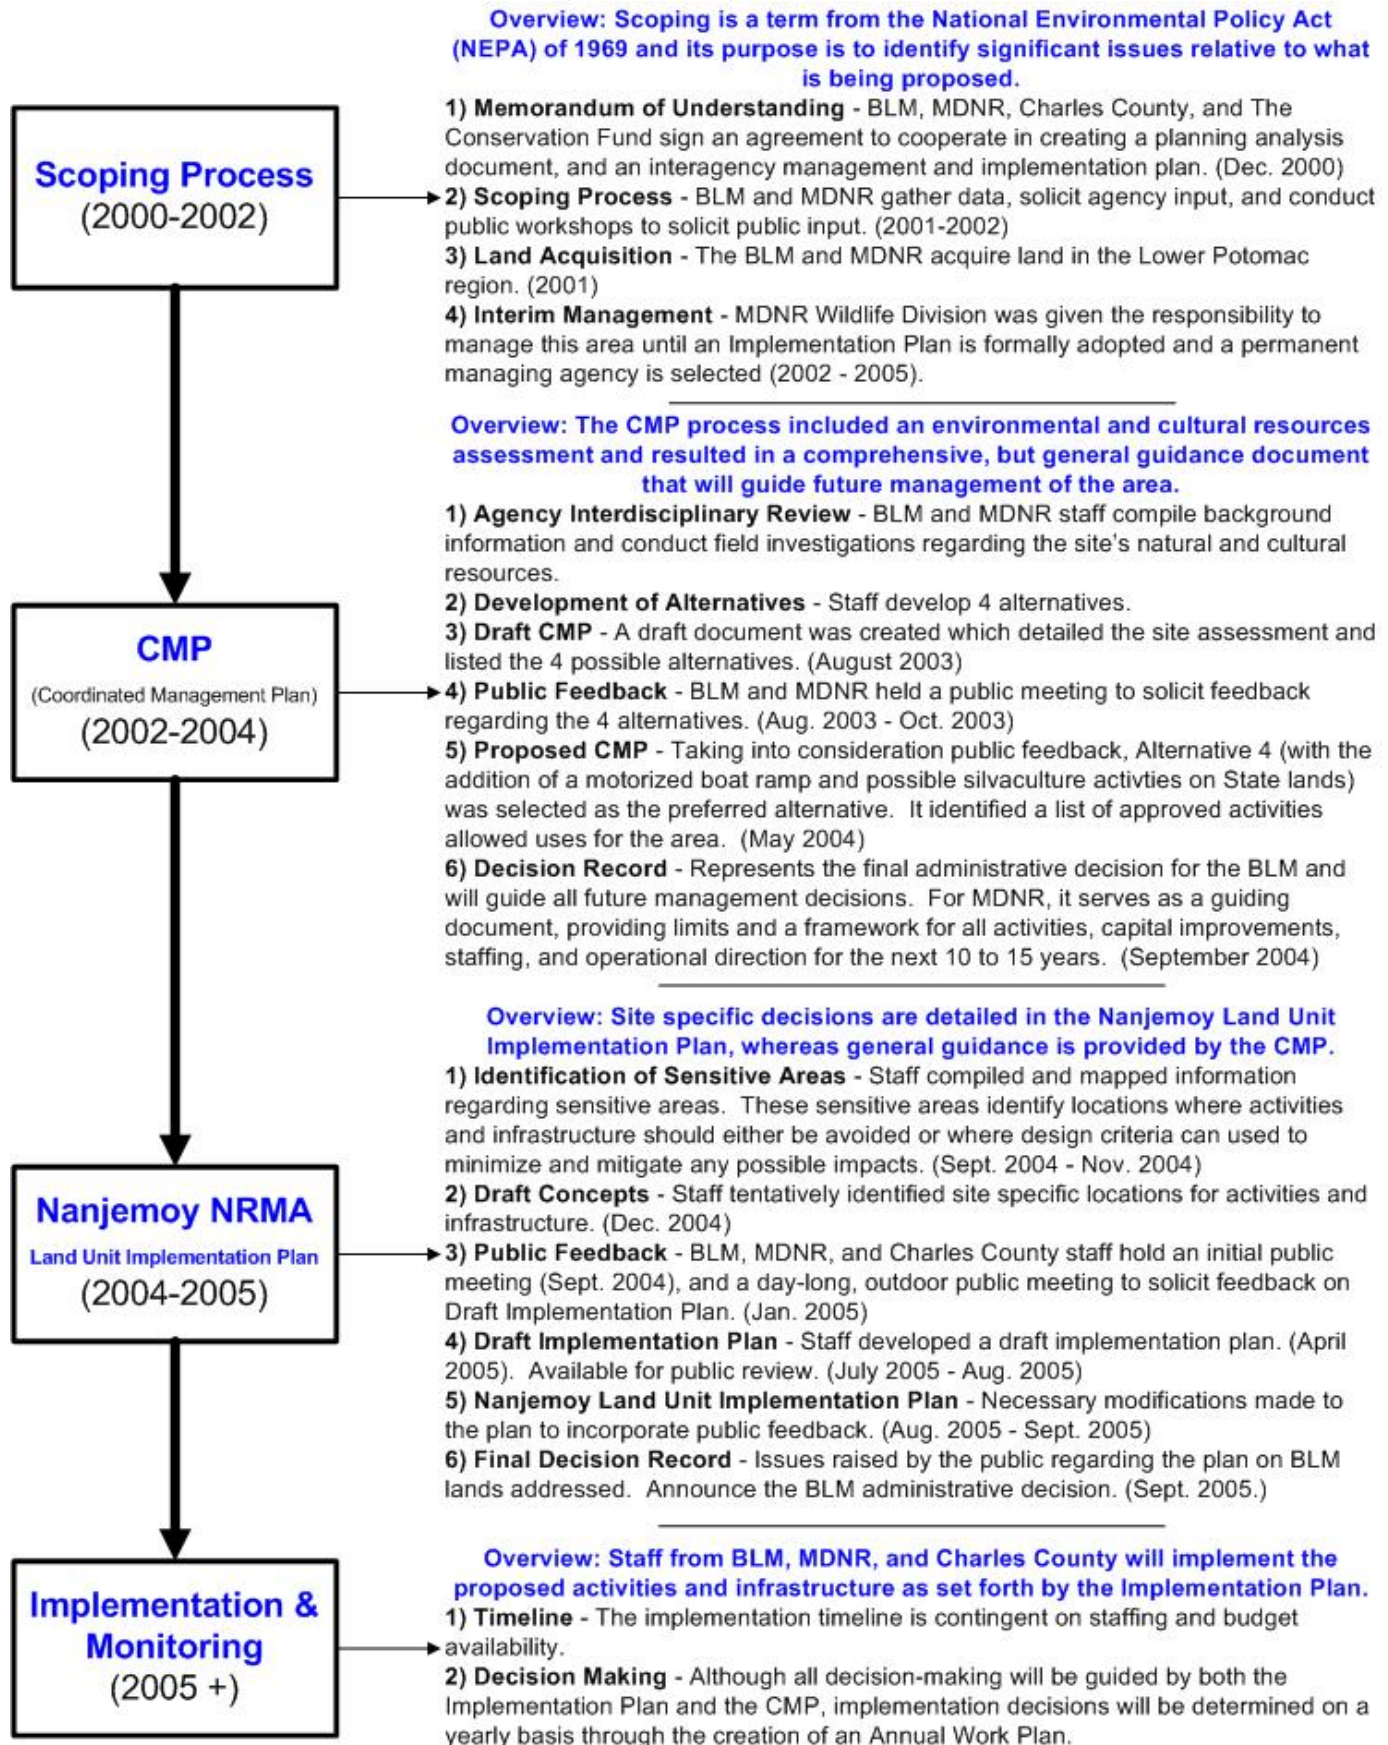 Overview: Scoping is a term from the National Environmental Policy Act
(NEPA) of 1969 and its purpose is to identify significant issues relative to what
is being proposed.
Scoping Process
(2000-2002)
1) Memorandum of Understanding - BLM, MDNR, Charles County, and The
Conservation Fund sign an agreement to cooperate in creating a planning analysis
document, and an interagency management and implementation plan. (Dec. 2000)
2) Scoping Process - BLM and MDNR gather data, solicit agency input, and conduct
public workshops to solicit public input. (2001-2002)
3) Land Acquisition - The BLM and MDNR acquire land in the Lower Potomac
region. (2001)
4) Interim Management - MDNR Wildlife Division was given the responsibility to
manage this area until an Implementation Plan is formally adopted and a permanent
managing agency is selected (2002 - 2005).
Overview: The CMP process included an environmental and cultural resources
assessment and resulted in a comprehensive, but general guidance document
that will guide future management of the area.
CMP
(Coordinated Management Plan)
(2002-2004)
1) Agency Interdisciplinary Review - BLM and MDNR staff compile background
information and conduct field investigations regarding the site's natural and cultural
resources.
2) Development of Alternatives - Staff develop 4 alternatives.
3) Draft CMP - A draft document was created which detailed the site assessment and
listed the 4 possible alternatives. (August 2003)
4) Public Feedback - BLM and MDNR held a public meeting to solicit feedback
regarding the 4 alternatives. (Aug. 2003 - Oct. 2003)
5) Proposed CMP - Taking into consideration public feedback, Alternative 4 (with the
addition of a motorized boat ramp and possible silvaculture activties on State lands)
was selected as the preferred alternative. It identified a list of approved activities
allowed uses for the area. (May 2004)
6) Decision Record - Represents the final administrative decision for the BLM and
will guide all future management decisions. For MDNR, it serves as a guiding
document, providing limits and a framework for all activities, capital improvements,
staffing, and operational direction for the next 10 to 15 years. (September 2004)
Overview: Site specific decisions are detailed in the Nanjemoy Land Unit
Implementation Plan, whereas general guidance is provided by the CMP.
Nanjemoy NRMA
Land Unit Implementation Plan
(2004-2005)
1) Identification of Sensitive Areas - Staff compiled and mapped information
regarding sensitive areas. These sensitive areas identify locations where activities
and infrastructure should either be avoided or where design criteria can used to
minimize and mitigate any possible impacts. (Sept. 2004 - Nov. 2004)
2) Draft Concepts - Staff tentatively identified site specific locations for activities and
infrastructure. (Dec. 2004)
3) Public Feedback - BLM, MDNR, and Charles County staff hold an initial public
meeting (Sept. 2004), and a day-long, outdoor public meeting to solicit feedback on
Draft Implementation Plan. (Jan. 2005)
4) Draft Implementation Plan - Staff developed a draft implementation plan. (April
2005). Available for public review. (July 2005 - Aug. 2005)
5) Nanjemoy Land Unit Implementation Plan - Necessary modifications made to
the plan to incorporate public feedback. (Aug. 2005 - Sept. 2005)
6) Final Decision Record - Issues raised by the public regarding the plan on BLM
lands addressed. Announce the BLM administrative decision. (Sept. 2005.)
Overview: Staff from BLM, MDNR, and Charles County will implement the
proposed activities and infrastructure as set forth by the Implementation Plan.
Implementation &
Monitoring
(2005 +)
1) Timeline - The implementation timeline is contingent on staffing and budget
availability.
2) Decision Making - Although all decision-making will be guided by both the
Implementation Plan and the CMP, implementation decisions will be determined on a
yearly basis through the creation of an Annual Work Plan.